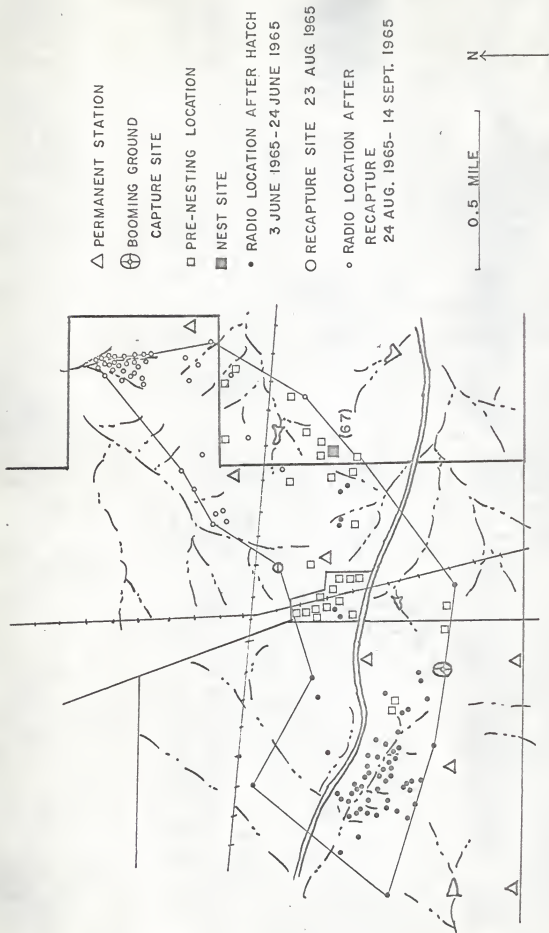 PERMANENT STATION
BOOMING GROUND
CAPTURE SITE
PRE-NESTING LOCATION
NEST SITE
RADIO LOCATION AFTER HATCH
3 JUNE 1965-24 JUNE 1965
RECAPTURE SITE 23 AUG. 1965
RADIO LOCATION AFTER
RECAPTURE
24 AUG. 1965- 14 SEPT. 1965
N
0.5 MILE
(67)